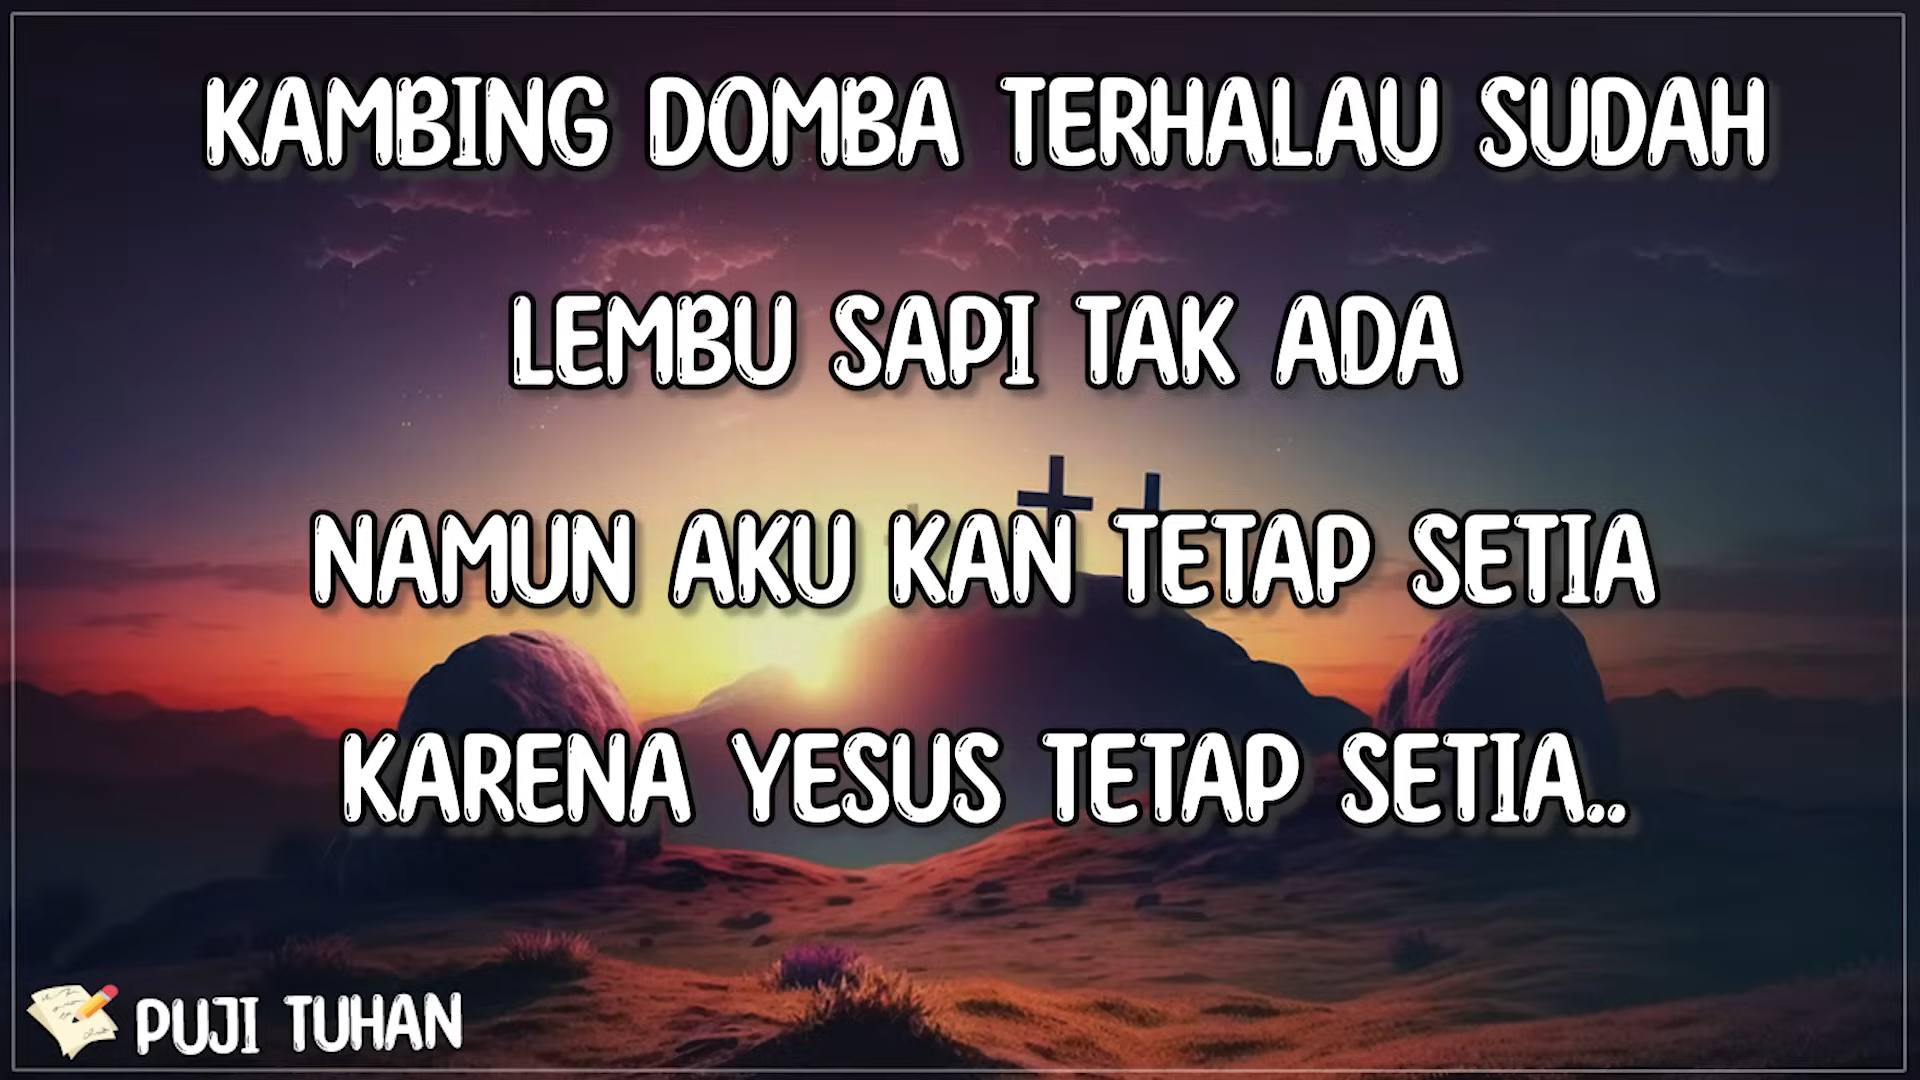 KAMBING DOMBA TERHALAU SUDAH
LEMBU SAPI TAK ADA
NAMUN AKU KAN TETAP SETIA
KARENA YESUS TETAP SETIA..
PUJI TUHAN